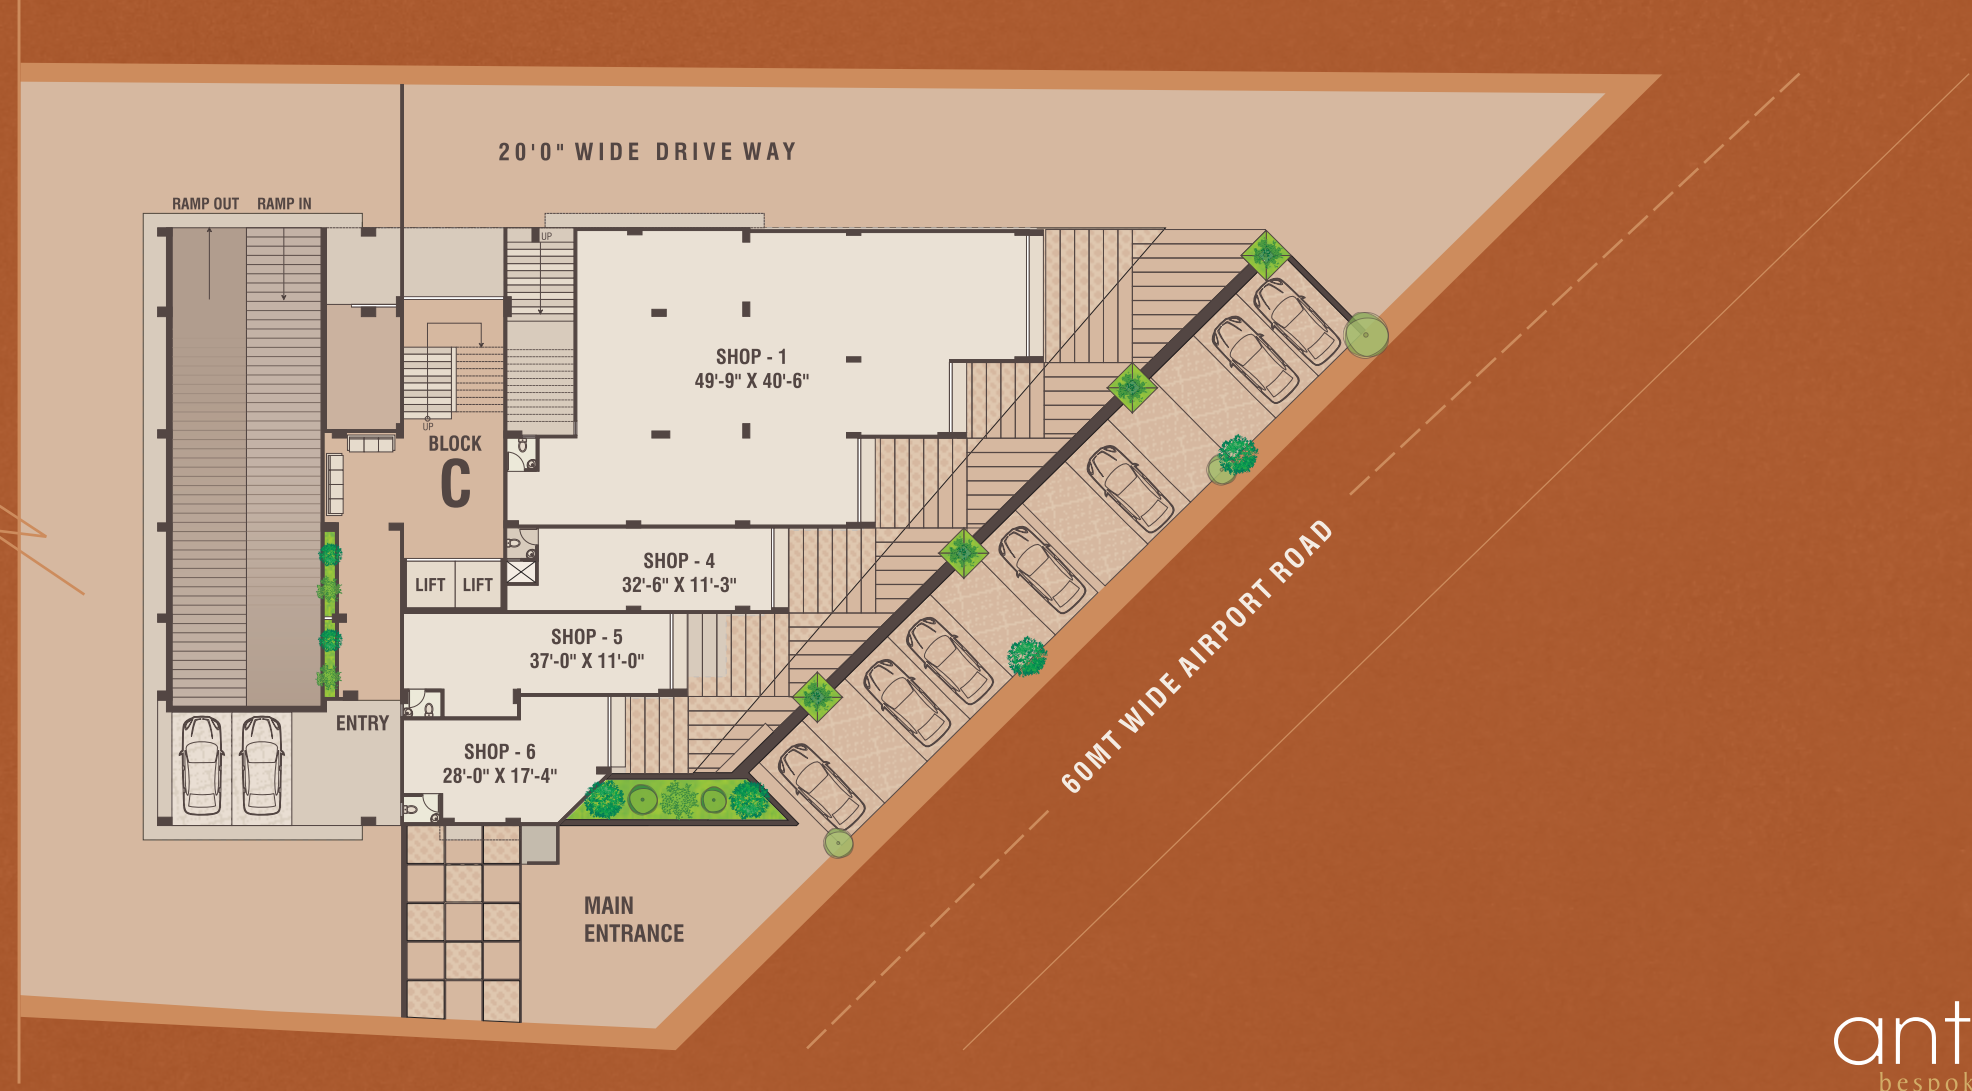 20'0" WIDE DRIVE WAY
RAMP OUT
RAMP IN
UP
SHOP - 1
49'-9" X 40'-6"
UP
BLOCK
C
SHOP - 4
32'-6" X 11'-3"
LIFT
LIFT
SHOP - 5
37'-0" X 11'-0"
ENTRY
SHOP - 6
28'-0" X 17'-4"
60MT WIDE AIRPORT ROAD
MAIN
ENTRANCE
ant
bespok